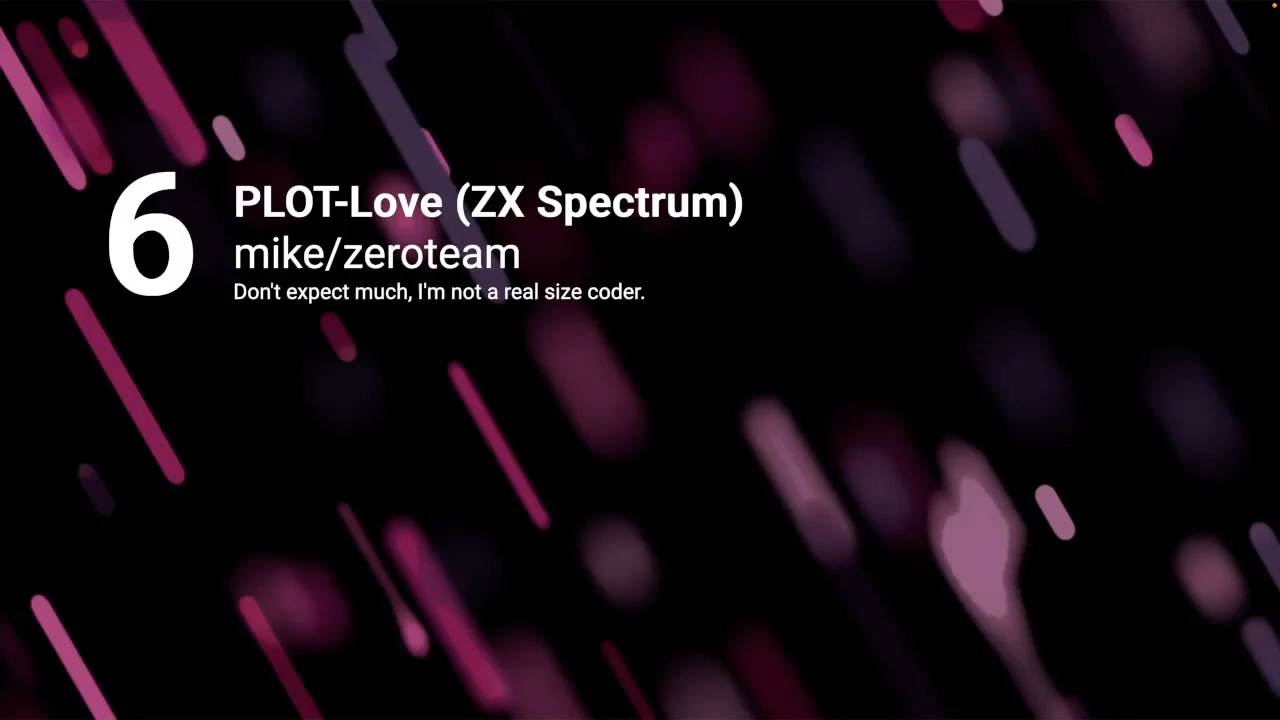 6
PLOT-Love (ZX Spectrum)
mike/zeroteam
Don't expect much, I'm not a real size coder.